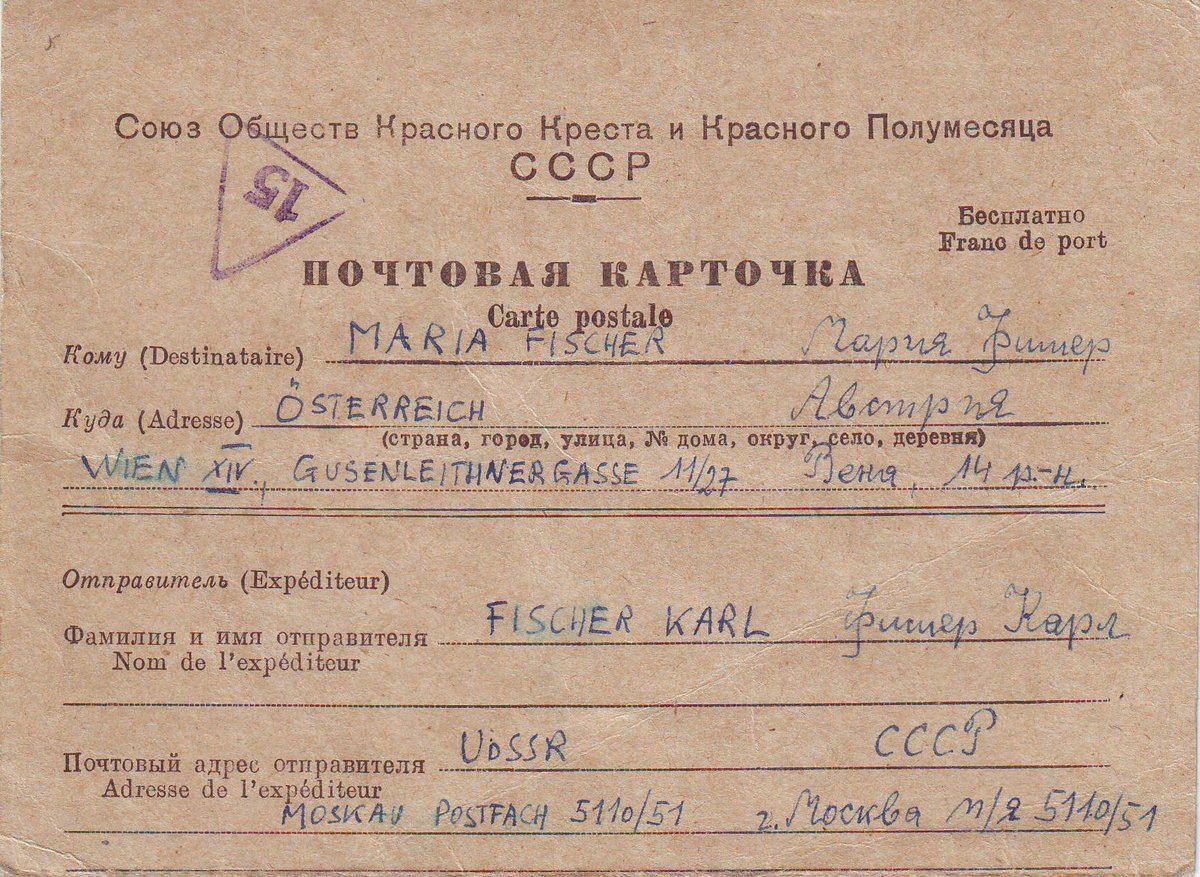 Союз Обществ Красного Креста и Красного Полумесяца
СССР
15
Бесплатно
Franc de port
ПОЧТОВАЯ КАРТОЧКА
Carte postale
Кому (Destinataire) MARIA FISCHER Мария Фишер
Куда (Adresse) ÖSTERREICH Австрия
(страна, город, улица, № дома, округ, село, деревня)
WIEN XIV., GUSENLEITHNERGASSE 11/27 Вена, 14 р.-н.
Отправитель (Expéditeur)
Фамилия и имя отправителя FISCHER KARL Фишер Карл
Nom de l'expéditeur
Почтовый адрес отправителя UDSSR СССР
Adresse de l'expéditeur
MOSKAU POSTFACH 5110/51 г. Москва п/я 5110/51